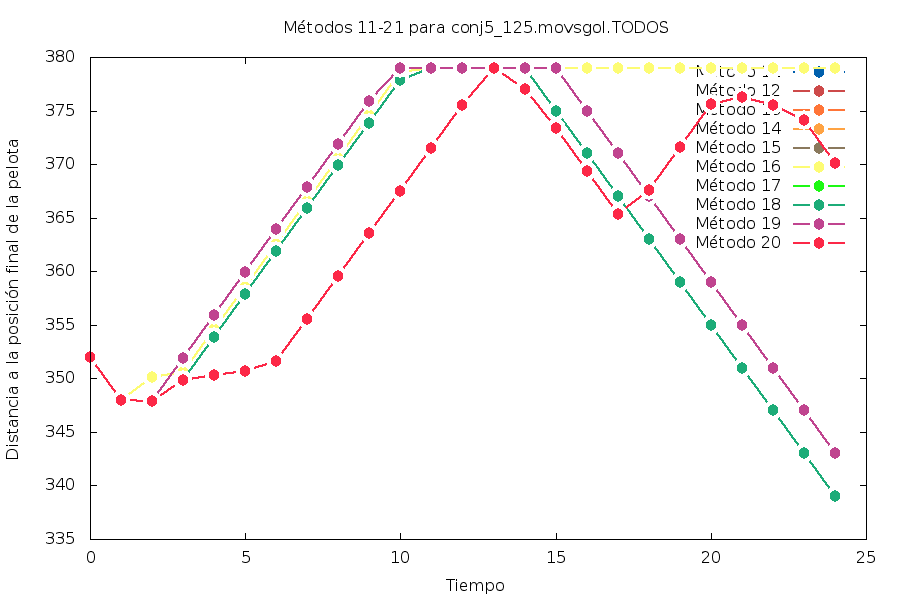 Métodos 11-21 para conj5_125.movsgol.TODOS
Distancia a la posición final de la pelota
380
375
370
365
360
355
350
345
340
335
0
5
10
15
20
25
Tiempo
Método 12
Método 13
Método 14
Método 15
Método 16
Método 17
Método 18
Método 19
Método 20